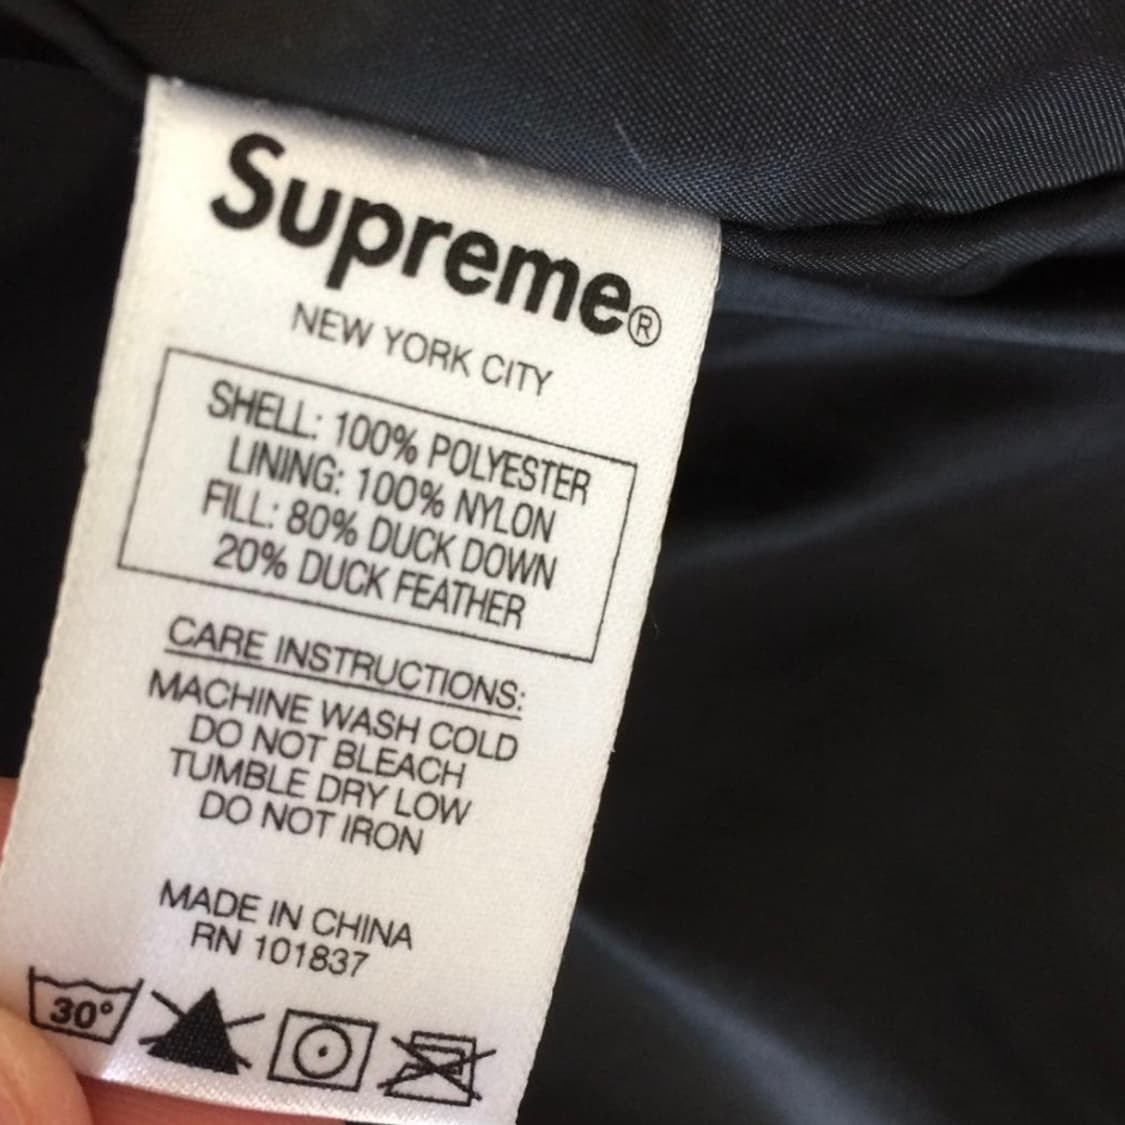 Supreme®
NEW YORK CITY
SHELL: 100% POLYESTER
LINING: 100% NYLON
FILL: 80% DUCK DOWN
20% DUCK FEATHER
CARE INSTRUCTIONS:
MACHINE WASH COLD
DO NOT BLEACH
TUMBLE DRY LOW
DO NOT IRON
MADE IN CHINA
RN 101837
30°